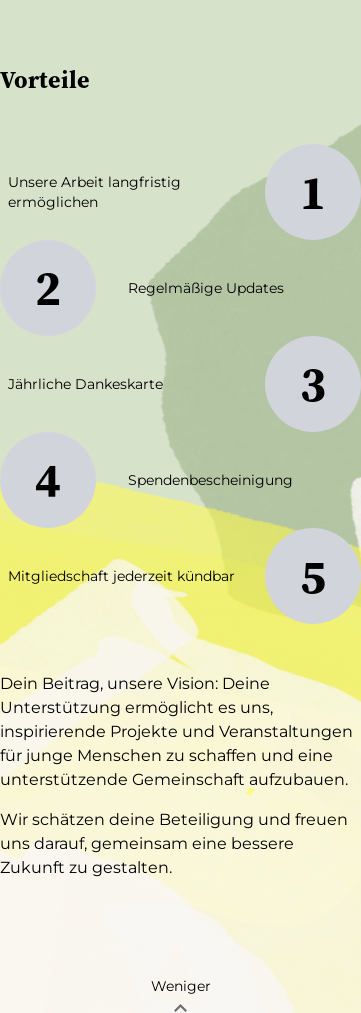 Vorteile
Unsere Arbeit langfristig
ermöglichen
1
2
Regelmäßige Updates
Jährliche Dankeskarte
3
4
Spendenbescheinigung
Mitgliedschaft jederzeit kündbar
5
Dein Beitrag, unsere Vision: Deine
Unterstützung ermöglicht es uns,
inspirierende Projekte und Veranstaltungen
für junge Menschen zu schaffen und eine
unterstützende Gemeinschaft aufzubauen.
Wir schätzen deine Beteiligung und freuen
uns darauf, gemeinsam eine bessere
Zukunft zu gestalten.
Weniger